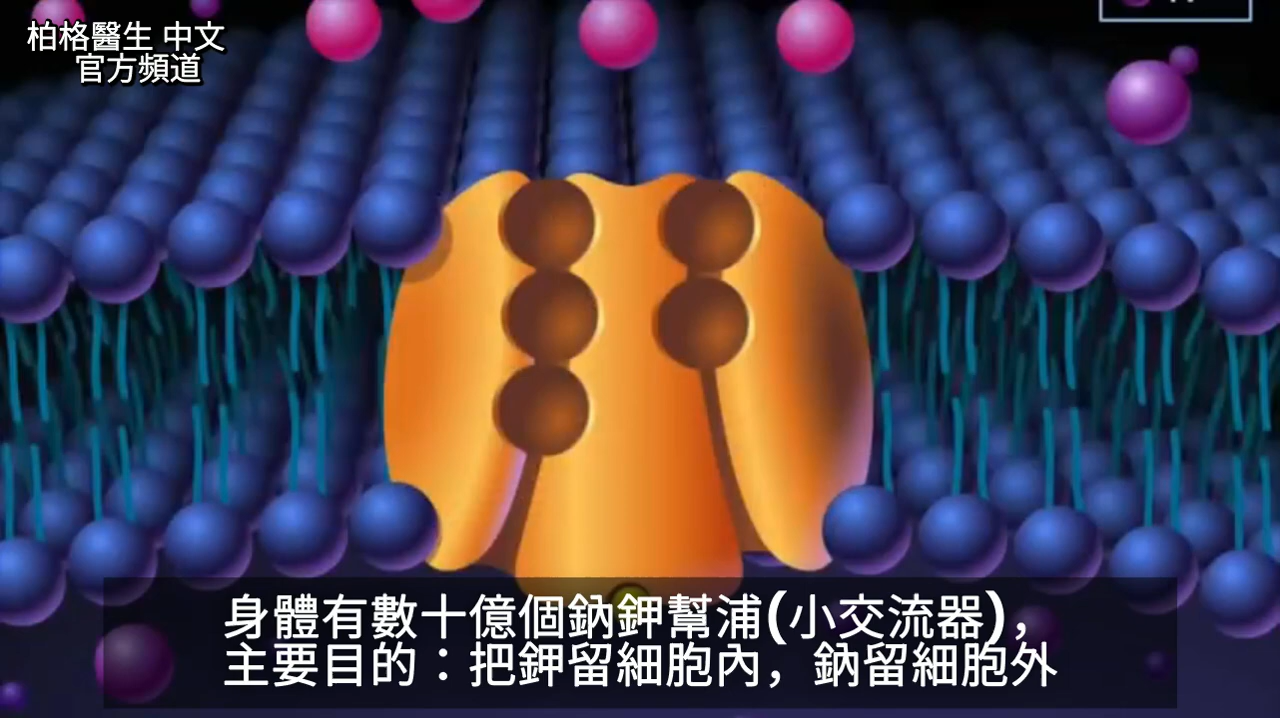 柏格醫生 中文
官方頻道
身體有數十億個鈉鉀幫浦(小交流器),
主要目的：把鉀留細胞內，鈉留細胞外